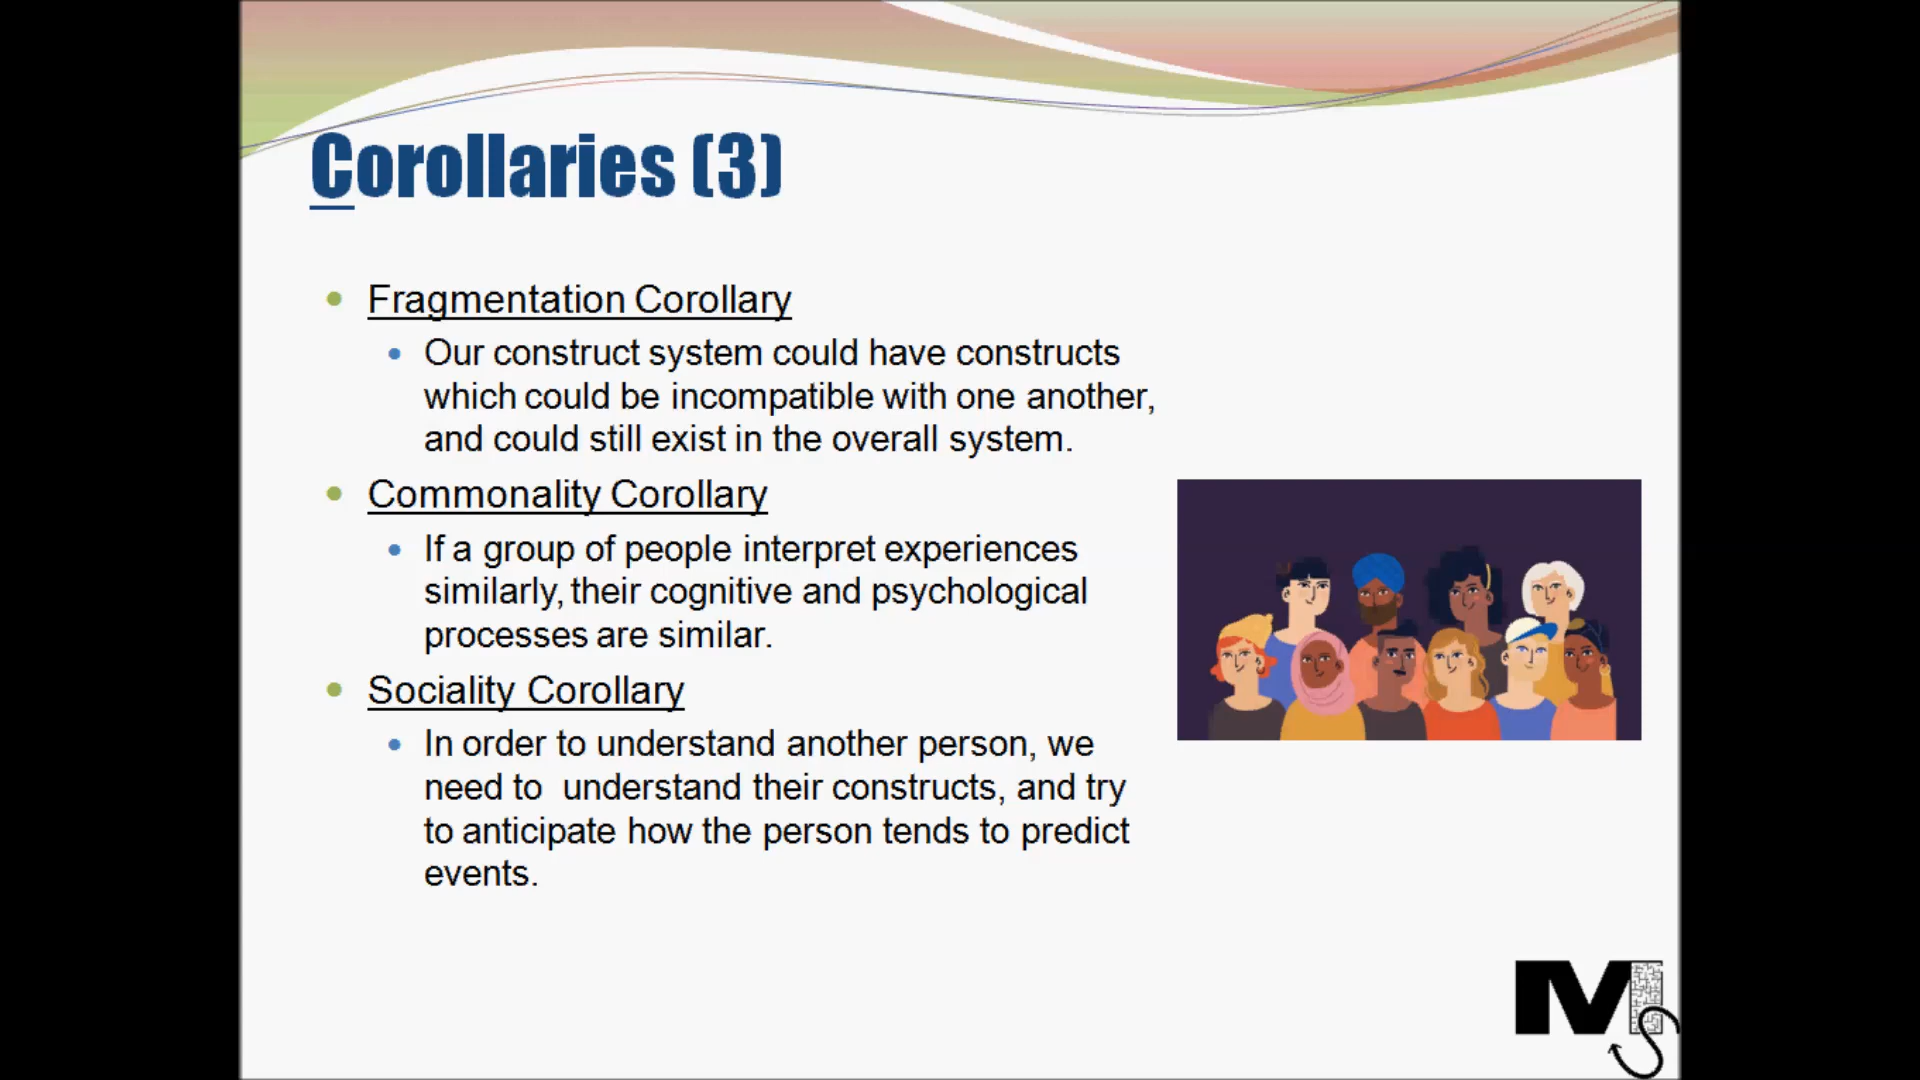 Corollaries (3)
Fragmentation Corollary
Our construct system could have constructs
which could be incompatible with one another,
and could still exist in the overall system.
Commonality Corollary
If a group of people interpret experiences
similarly, their cognitive and psychological
processes are similar.
Sociality Corollary
In order to understand another person, we
need to  understand their constructs, and try
to anticipate how the person tends to predict
events.